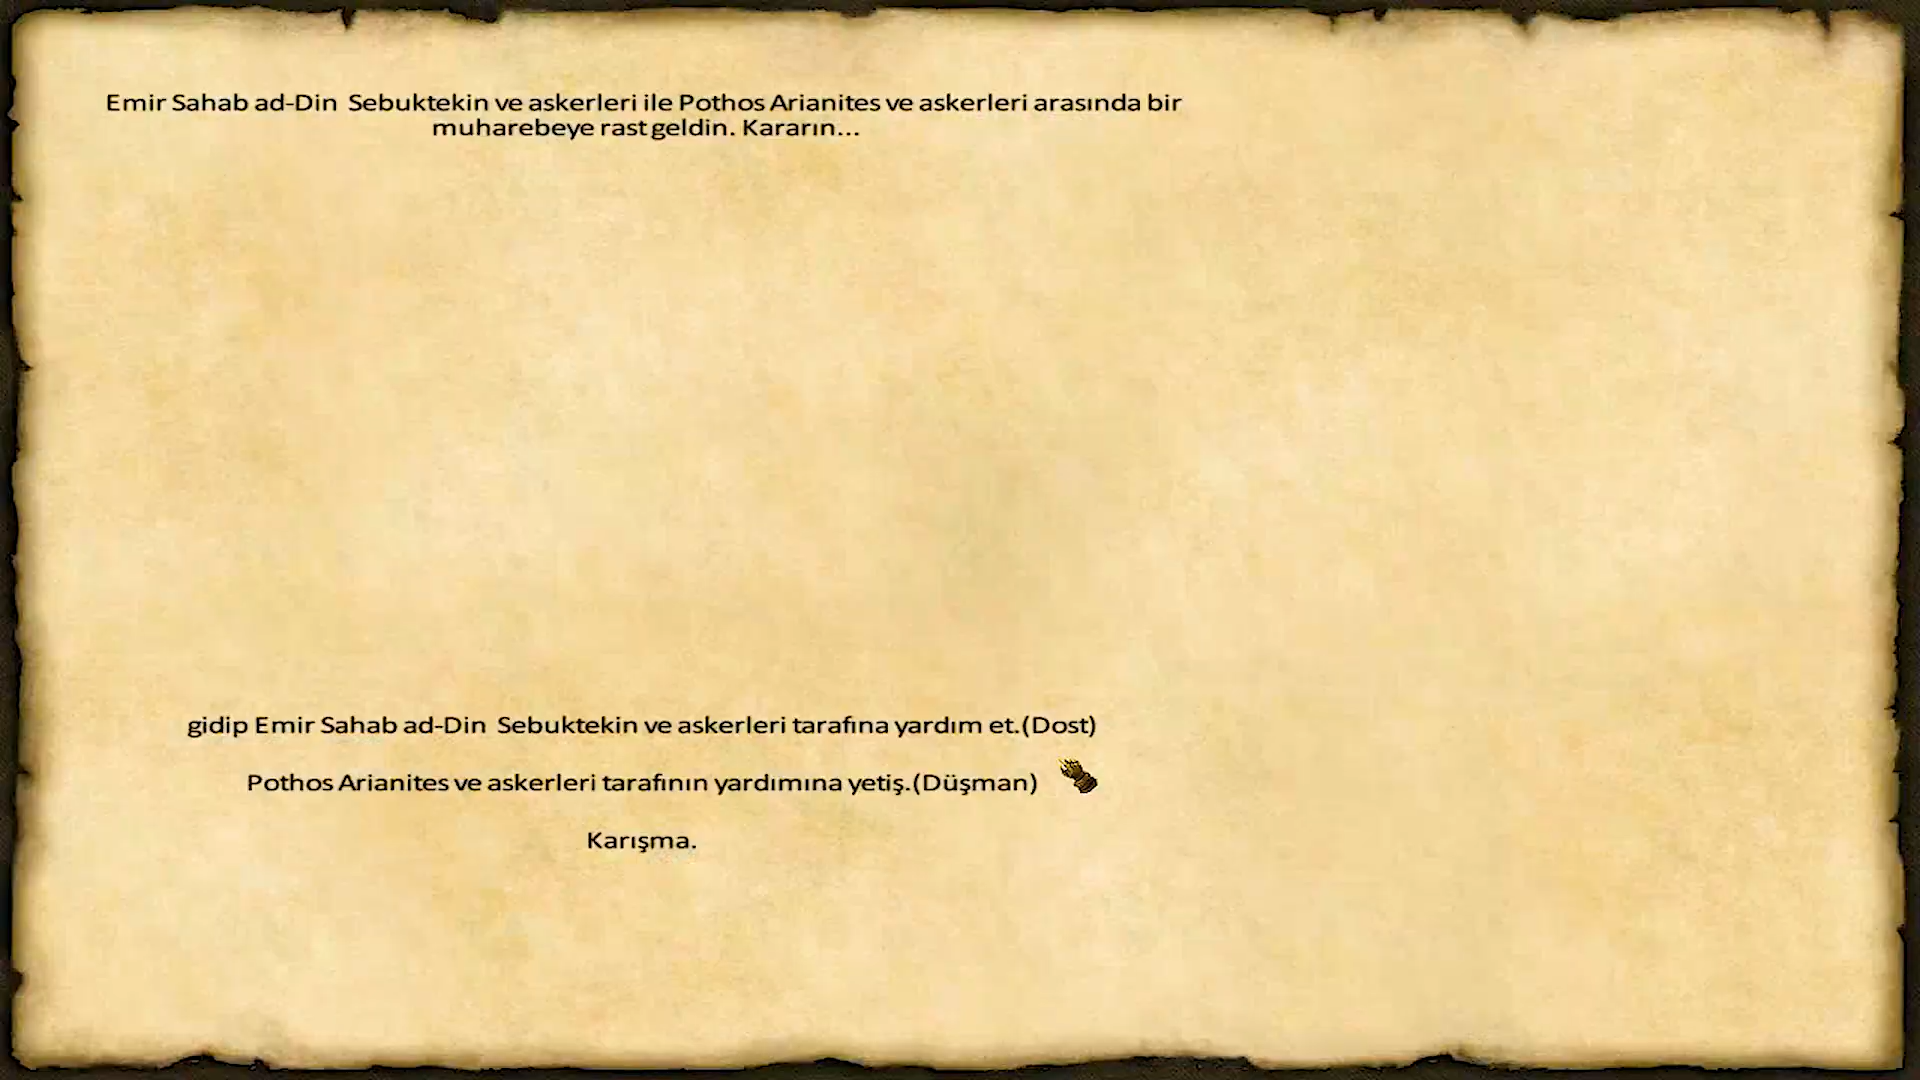 Emir Sahab ad-Din Sebuktekin ve askerleri ile Pothos Arianites ve askerleri arasında bir
muharebeye rast geldin. Kararın...
gidip Emir Sahab ad-Din Sebuktekin ve askerleri tarafına yardım et.(Dost)
Pothos Arianites ve askerleri tarafının yardımına yetiş.(Düşman)
Karışma.